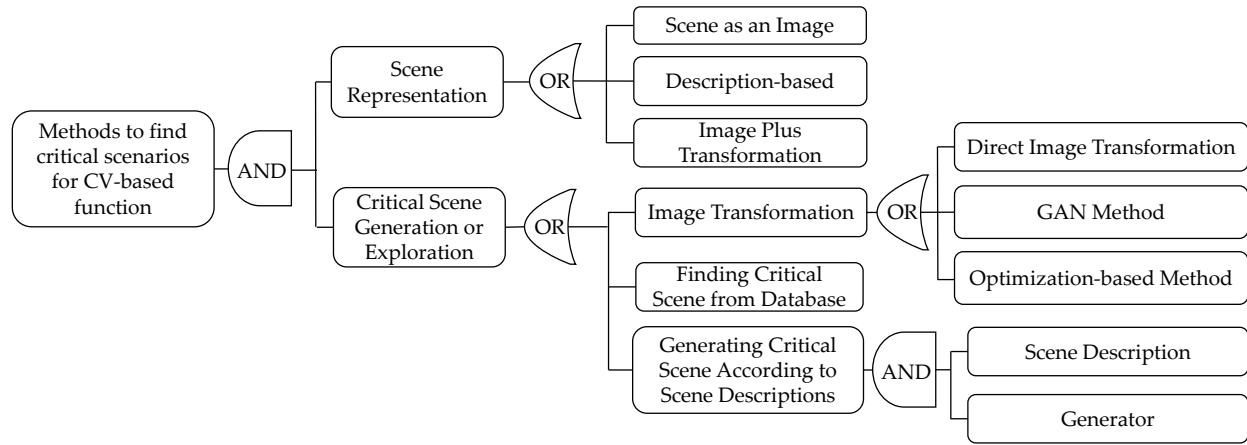 Methods to find
critical scenarios
for CV-based
function
AND
Scene
Representation
OR
Scene as an Image
Description-based
Image Plus
Transformation
Critical Scene
Generation or
Exploration
OR
Image Transformation
OR
Direct Image Transformation
GAN Method
Optimization-based Method
Finding Critical
Scene from Database
Generating Critical
Scene According to
Scene Descriptions
AND
Scene Description
Generator